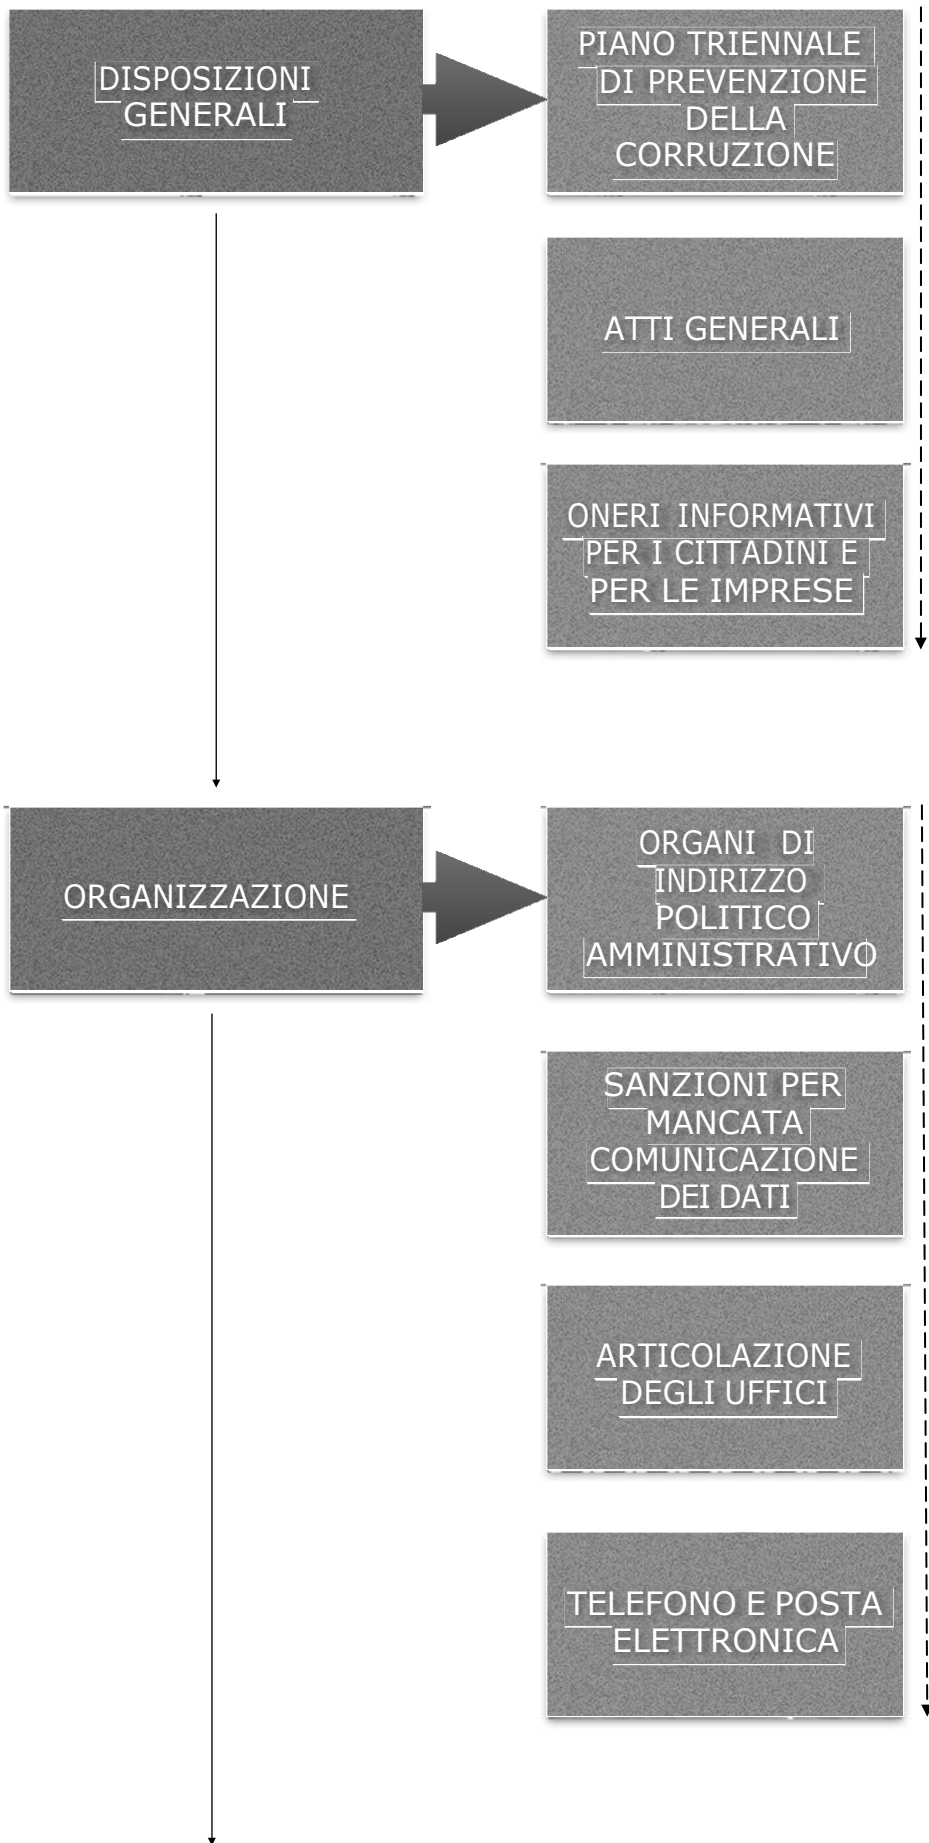 DISPOSIZIONI
GENERALI
PIANO TRIENNALE
DI PREVENZIONE
DELLA
CORRUZIONE
ATTI GENERALI
ONERI INFORMATIVI
PER I CITTADINI E
PER LE IMPRESE
ORGANIZZAZIONE
ORGANI DI
INDIRIZZO
POLITICO
AMMINISTRATIVO
SANZIONI PER
MANCATA
COMUNICAZIONE
DEI DATI
ARTICOLAZIONE
DEGLI UFFICI
TELEFONO E POSTA
ELETTRONICA